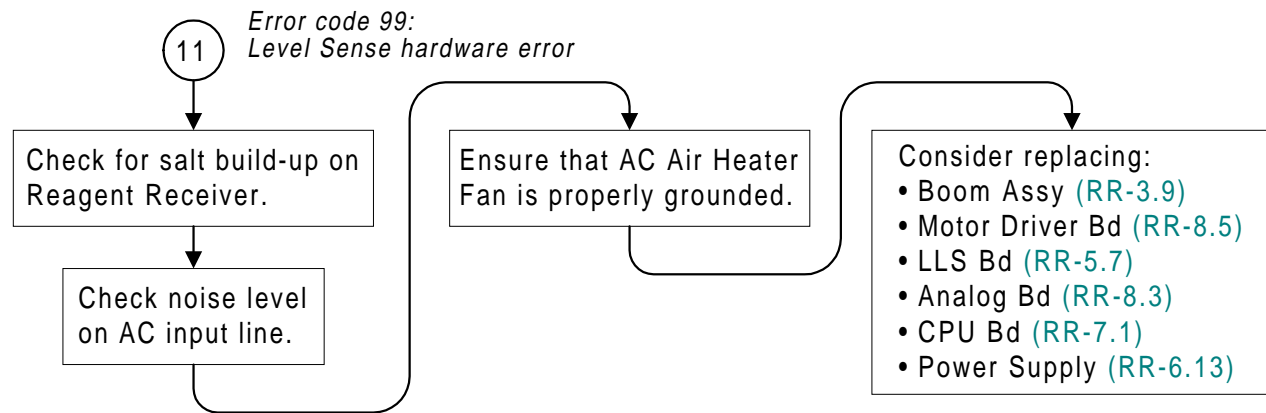 11
Error code 99:
Level Sense hardware error
Check for salt build-up on
Reagent Receiver.
Check noise level
on AC input line.
Ensure that AC Air Heater
Fan is properly grounded.
Consider replacing:
• Boom Assy (RR-3.9)
• Motor Driver Bd (RR-8.5)
• LLS Bd (RR-5.7)
• Analog Bd (RR-8.3)
• CPU Bd (RR-7.1)
• Power Supply (RR-6.13)